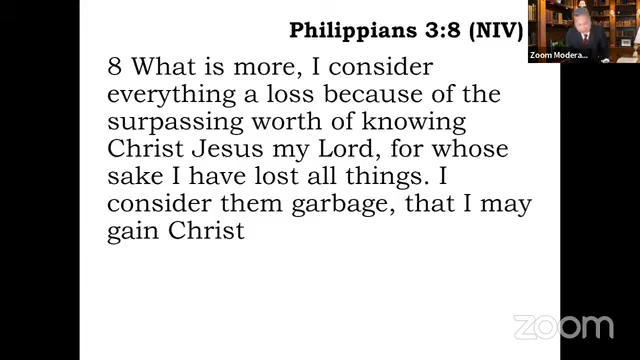 Philippians 3:8 (NIV)
Zoom Modera...
8 What is more, I consider
everything a loss because of the
surpassing worth of knowing
Christ Jesus my Lord, for whose
sake I have lost all things. I
consider them garbage, that I may
gain Christ
zoom